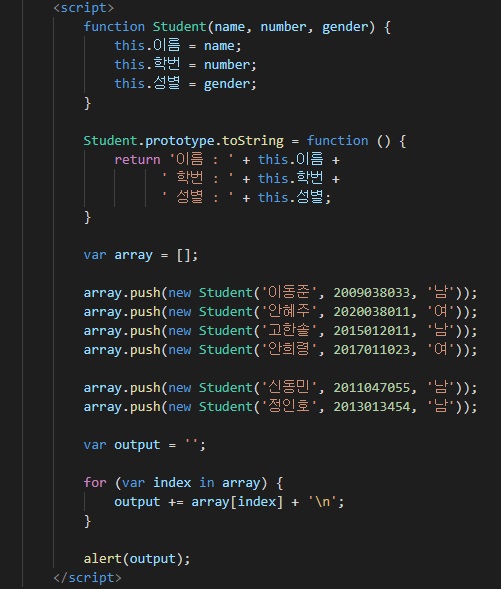 <script>
function Student(name, number, gender) {
this.이름 = name;
this.학번 = number;
this.성별 = gender;
}
Student.prototype.toString = function () {
return '이름 : ' + this.이름 +
' 학번 : ' + this.학번 +
' 성별 : ' + this.성별;
}
var array = [];
array.push(new Student('이동준', 2009038033, '남'));
array.push(new Student('안혜주', 2020038011, '여'));
array.push(new Student('고한솔', 2015012011, '남'));
array.push(new Student('안희령', 2017011023, '여'));
array.push(new Student('신동민', 2011047055, '남'));
array.push(new Student('정인호', 2013013454, '남'));
var output = '';
for (var index in array) {
output += array[index] + '\n';
}
alert(output);
</script>